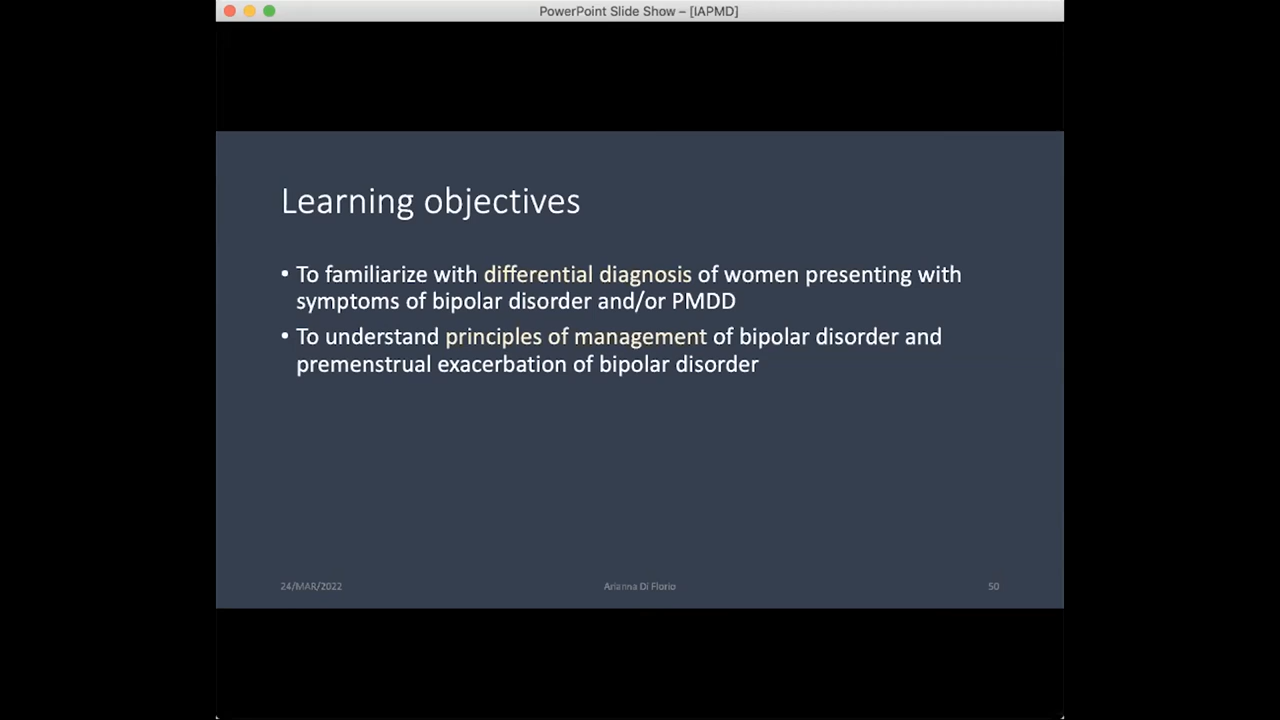 PowerPoint Slide Show – [IAPMD]
Learning objectives
• To familiarize with differential diagnosis of women presenting with
symptoms of bipolar disorder and/or PMDD
• To understand principles of management of bipolar disorder and
premenstrual exacerbation of bipolar disorder
24/MAR/2022
Arianna Di Florio
50